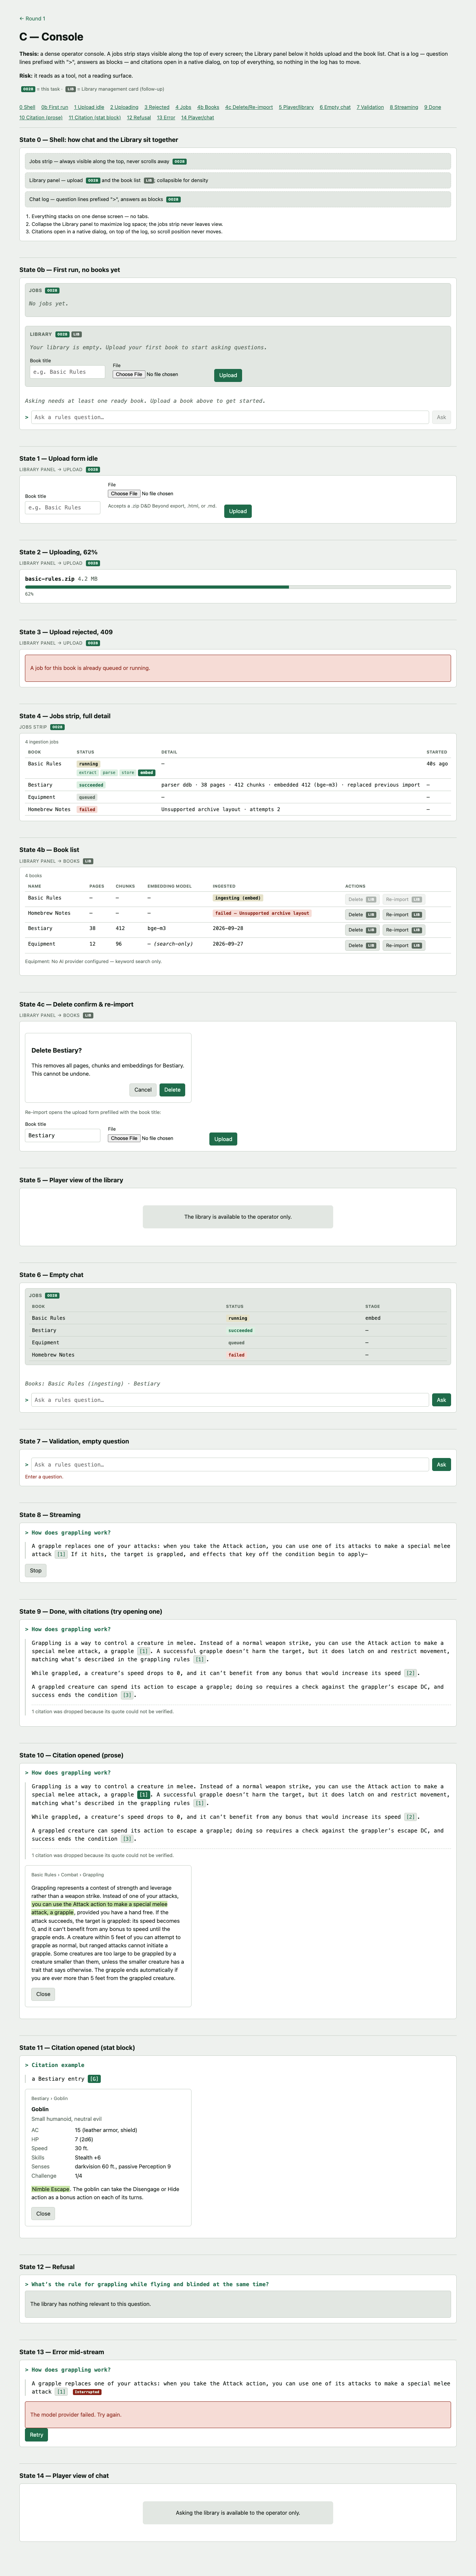 ← Round 1
C — Console
Thesis: a dense operator console. A jobs strip stays visible along the top of every screen; the Library panel below it holds upload and the book list. Chat is a log — question
lines prefixed with ">", answers as blocks — and citations open in a native dialog, on top of everything, so nothing in the log has to move.
Risk: it reads as a tool, not a reading surface.
002B = this task · LIB = Library management card (follow-up)
0 Shell 0b First run 1 Upload idle 2 Uploading 3 Rejected 4 Jobs 4b Books 4c Delete/Re-import 5 Player/library 6 Empty chat 7 Validation 8 Streaming 9 Done
10 Citation (prose) 11 Citation (stat block) 12 Refusal 13 Error 14 Player/chat
State 0 — Shell: how chat and the Library sit together
Jobs strip — always visible along the top, never scrolls away 002B
Library panel — upload 002B and the book list LIB; collapsible for density
Chat log — question lines prefixed ">", answers as blocks 002B
1. Everything stacks on one dense screen — no tabs.
2. Collapse the Library panel to maximize log space; the jobs strip never leaves view.
3. Citations open in a native dialog, on top of the log, so scroll position never moves.
State 0b — First run, no books yet
JOBS 002B
No jobs yet.
LIBRARY 002B LIB
Your library is empty. Upload your first book to start asking questions.
Book title
e.g. Basic Rules
File
Choose File No file chosen
Upload
Asking needs at least one ready book. Upload a book above to get started.
> Ask a rules question… Ask
State 1 — Upload form idle
LIBRARY PANEL → UPLOAD 002B
Book title
e.g. Basic Rules
File
Choose File No file chosen
Accepts a .zip D&D Beyond export, .html, or .md.
Upload
State 2 — Uploading, 62%
LIBRARY PANEL → UPLOAD 002B
basic-rules.zip 4.2 MB
62%
State 3 — Upload rejected, 409
LIBRARY PANEL → UPLOAD 002B
A job for this book is already queued or running.
State 4 — Jobs strip, full detail
JOBS STRIP 002B
4 ingestion jobs
BOOK STATUS DETAIL STARTED
Basic Rules running — 40s ago
extract parse store embed
Bestiary succeeded parser ddb · 38 pages · 412 chunks · embedded 412 (bge-m3) · replaced previous import —
Equipment queued — —
Homebrew Notes failed Unsupported archive layout · attempts 2 —
State 4b — Book list
LIBRARY PANEL → BOOKS LIB
4 books
NAME PAGES CHUNKS EMBEDDING MODEL INGESTED ACTIONS
Basic Rules — — — ingesting (embed) Delete LIB Re-import LIB
Homebrew Notes — — — failed — Unsupported archive layout Delete LIB Re-import LIB
Bestiary 38 412 bge-m3 2026-09-28 Delete LIB Re-import LIB
Equipment 12 96 — (search-only) 2026-09-27 Delete LIB Re-import LIB
Equipment: No AI provider configured — keyword search only.
State 4c — Delete confirm & re-import
LIBRARY PANEL → BOOKS LIB
Delete Bestiary?
This removes all pages, chunks and embeddings for Bestiary.
This cannot be undone.
Cancel Delete
Re-import opens the upload form prefilled with the book title:
Book title
Bestiary
File
Choose File No file chosen
Upload
State 5 — Player view of the library
The library is available to the operator only.
State 6 — Empty chat
JOBS 002B
BOOK STATUS STAGE
Basic Rules running embed
Bestiary succeeded —
Equipment queued —
Homebrew Notes failed —
Books: Basic Rules (ingesting) · Bestiary
> Ask a rules question… Ask
State 7 — Validation, empty question
> Ask a rules question… Ask
Enter a question.
State 8 — Streaming
> How does grappling work?
A grapple replaces one of your attacks: when you take the Attack action, you can use one of its attacks to make a special melee
attack [1] If it hits, the target is grappled, and effects that key off the condition begin to apply—
Stop
State 9 — Done, with citations (try opening one)
> How does grappling work?
Grappling is a way to control a creature in melee. Instead of a normal weapon strike, you can use the Attack action to make a
special melee attack, a grapple [1]. A successful grapple doesn't harm the target, but it does latch on and restrict movement,
matching what's described in the grappling rules [1].
While grappled, a creature's speed drops to 0, and it can't benefit from any bonus that would increase its speed [2].
A grappled creature can spend its action to escape a grapple; doing so requires a check against the grappler's escape DC, and
success ends the condition [3].
1 citation was dropped because its quote could not be verified.
State 10 — Citation opened (prose)
> How does grappling work?
Grappling is a way to control a creature in melee. Instead of a normal weapon strike, you can use the Attack action to make a
special melee attack, a grapple [1]. A successful grapple doesn't harm the target, but it does latch on and restrict movement,
matching what's described in the grappling rules [1].
While grappled, a creature's speed drops to 0, and it can't benefit from any bonus that would increase its speed [2].
A grappled creature can spend its action to escape a grapple; doing so requires a check against the grappler's escape DC, and
success ends the condition [3].
1 citation was dropped because its quote could not be verified.
Basic Rules › Combat › Grappling
Grappling represents a contest of strength and leverage
rather than a weapon strike. Instead of one of your attacks,
you can use the Attack action to make a special melee
attack, a grapple, provided you have a hand free. If the
attack succeeds, the target is grappled: its speed becomes
0, and it can't benefit from any bonus to speed until the
grapple ends. A creature within 5 feet of you can attempt to
grapple as normal, but ranged attacks cannot initiate a
grapple. Some creatures are too large to be grappled by a
creature smaller than them, unless the smaller creature has a
trait that says otherwise. The grapple ends automatically if
you are ever more than 5 feet from the grappled creature.
Close
State 11 — Citation opened (stat block)
> Citation example
a Bestiary entry [G]
Bestiary › Goblin
Goblin
Small humanoid, neutral evil
AC 15 (leather armor, shield)
HP 7 (2d6)
Speed 30 ft.
Skills Stealth +6
Senses darkvision 60 ft., passive Perception 9
Challenge 1/4
Nimble Escape. The goblin can take the Disengage or Hide
action as a bonus action on each of its turns.
Close
State 12 — Refusal
> What's the rule for grappling while flying and blinded at the same time?
The library has nothing relevant to this question.
State 13 — Error mid-stream
> How does grappling work?
A grapple replaces one of your attacks: when you take the Attack action, you can use one of its attacks to make a special melee
attack [1] Interrupted
The model provider failed. Try again.
Retry
State 14 — Player view of chat
Asking the library is available to the operator only.